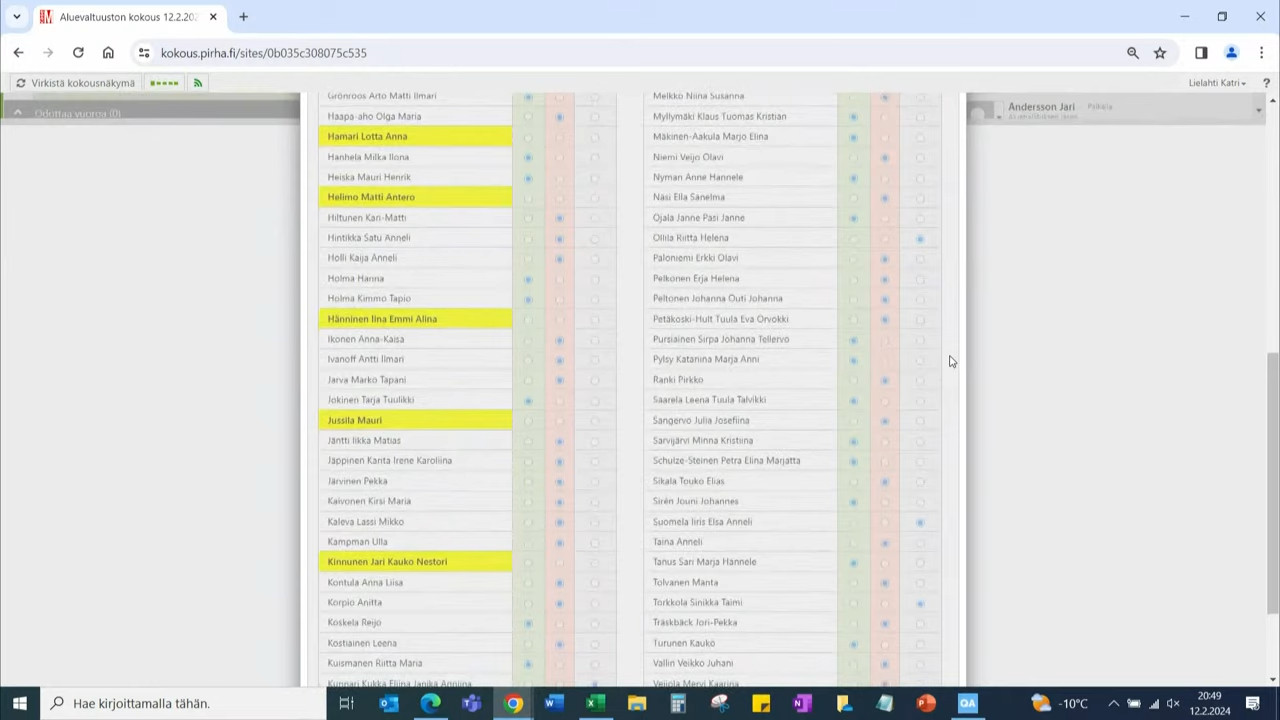 Aluevaltuuston kokous 12.2.202
kokous.pirha.fi/sites/0b035c308075c535
Virkistä kokousnäkymä
Lielahti Katri
?
Odottaa vuoroa (0)
Andersson Jari
Grönroos Arto Matti Ilmari
Haapa-aho Olga Maria
Hamari Lotta Anna
Hanhela Milka Ilona
Heiska Mauri Henrik
Helimo Matti Antero
Hiltunen Kari-Matti
Hintikka Satu Anneli
Holli Kaija Anneli
Holma Hanna
Holma Kimmo Tapio
Hänninen Iina Emmi Alina
Ikonen Anna-Kaisa
Ivanoff Antti Ilmari
Jarva Marko Tapani
Jokinen Tarja Tuulikki
Jussila Mauri
Jäntti Iikka Matias
Jäppinen Kanta Irene Karoliina
Järvinen Pekka
Kaivonen Kirsi Maria
Kaleva Lassi Mikko
Kampman Ulla
Kinnunen Jari Kauko Nestori
Kontula Anna Liisa
Korpio Anitta
Koskela Reijo
Kostiainen Leena
Kuismanen Riitta Maria
Melkko Niina Susanna
Myllymäki Klaus Tuomas Kristian
Mäkinen-Aakula Marjo Elina
Niemi Veijo Olavi
Nyman Anne Hannele
Näsi Ella Sanelma
Ojala Janne Pasi Janne
Ollila Riitta Helena
Paloniemi Erkki Olavi
Pelkonen Erja Helena
Peltonen Johanna Outi Johanna
Petäkoski-Hult Tuula Eva Orvokki
Pursiainen Sirpa Johanna Tellervo
Pylsy Katariina Marja Anni
Ranki Pirkko
Saarela Leena Tuula Talvikki
Sangervo Julia Josefiina
Sarvijärvi Minna Kristiina
Schulze-Steinen Petra Elina Marjatta
Sikala Touko Elias
Sirén Jouni Johannes
Suomela Iiris Elsa Anneli
Taina Anneli
Tanus Sari Marja Hannele
Tolvanen Manta
Torkkola Sinikka Taimi
Träskbäck Jori-Pekka
Turunen Kauko
Vallin Veikko Juhani
Veijola Mervi Kaarina
Hae kirjoittamalla tähän.
-10°C
20:49
12.2.2024